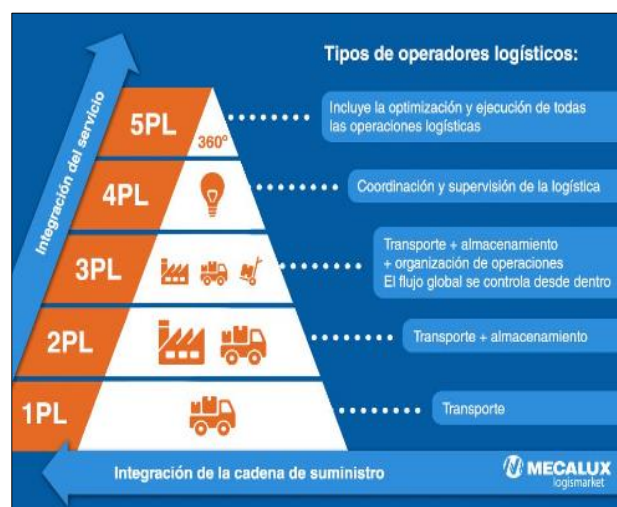 Tipos de operadores logísticos:
5PL
360º
Incluye la optimización y ejecución de todas
las operaciones logísticas
4PL
Coordinación y supervisión de la logística
3PL
Transporte + almacenamiento
+ organización de operaciones
El flujo global se controla desde dentro
2PL
Transporte + almacenamiento
1PL
Transporte
Integración del servicio
Integración de la cadena de suministro
MECALUX
logismarket